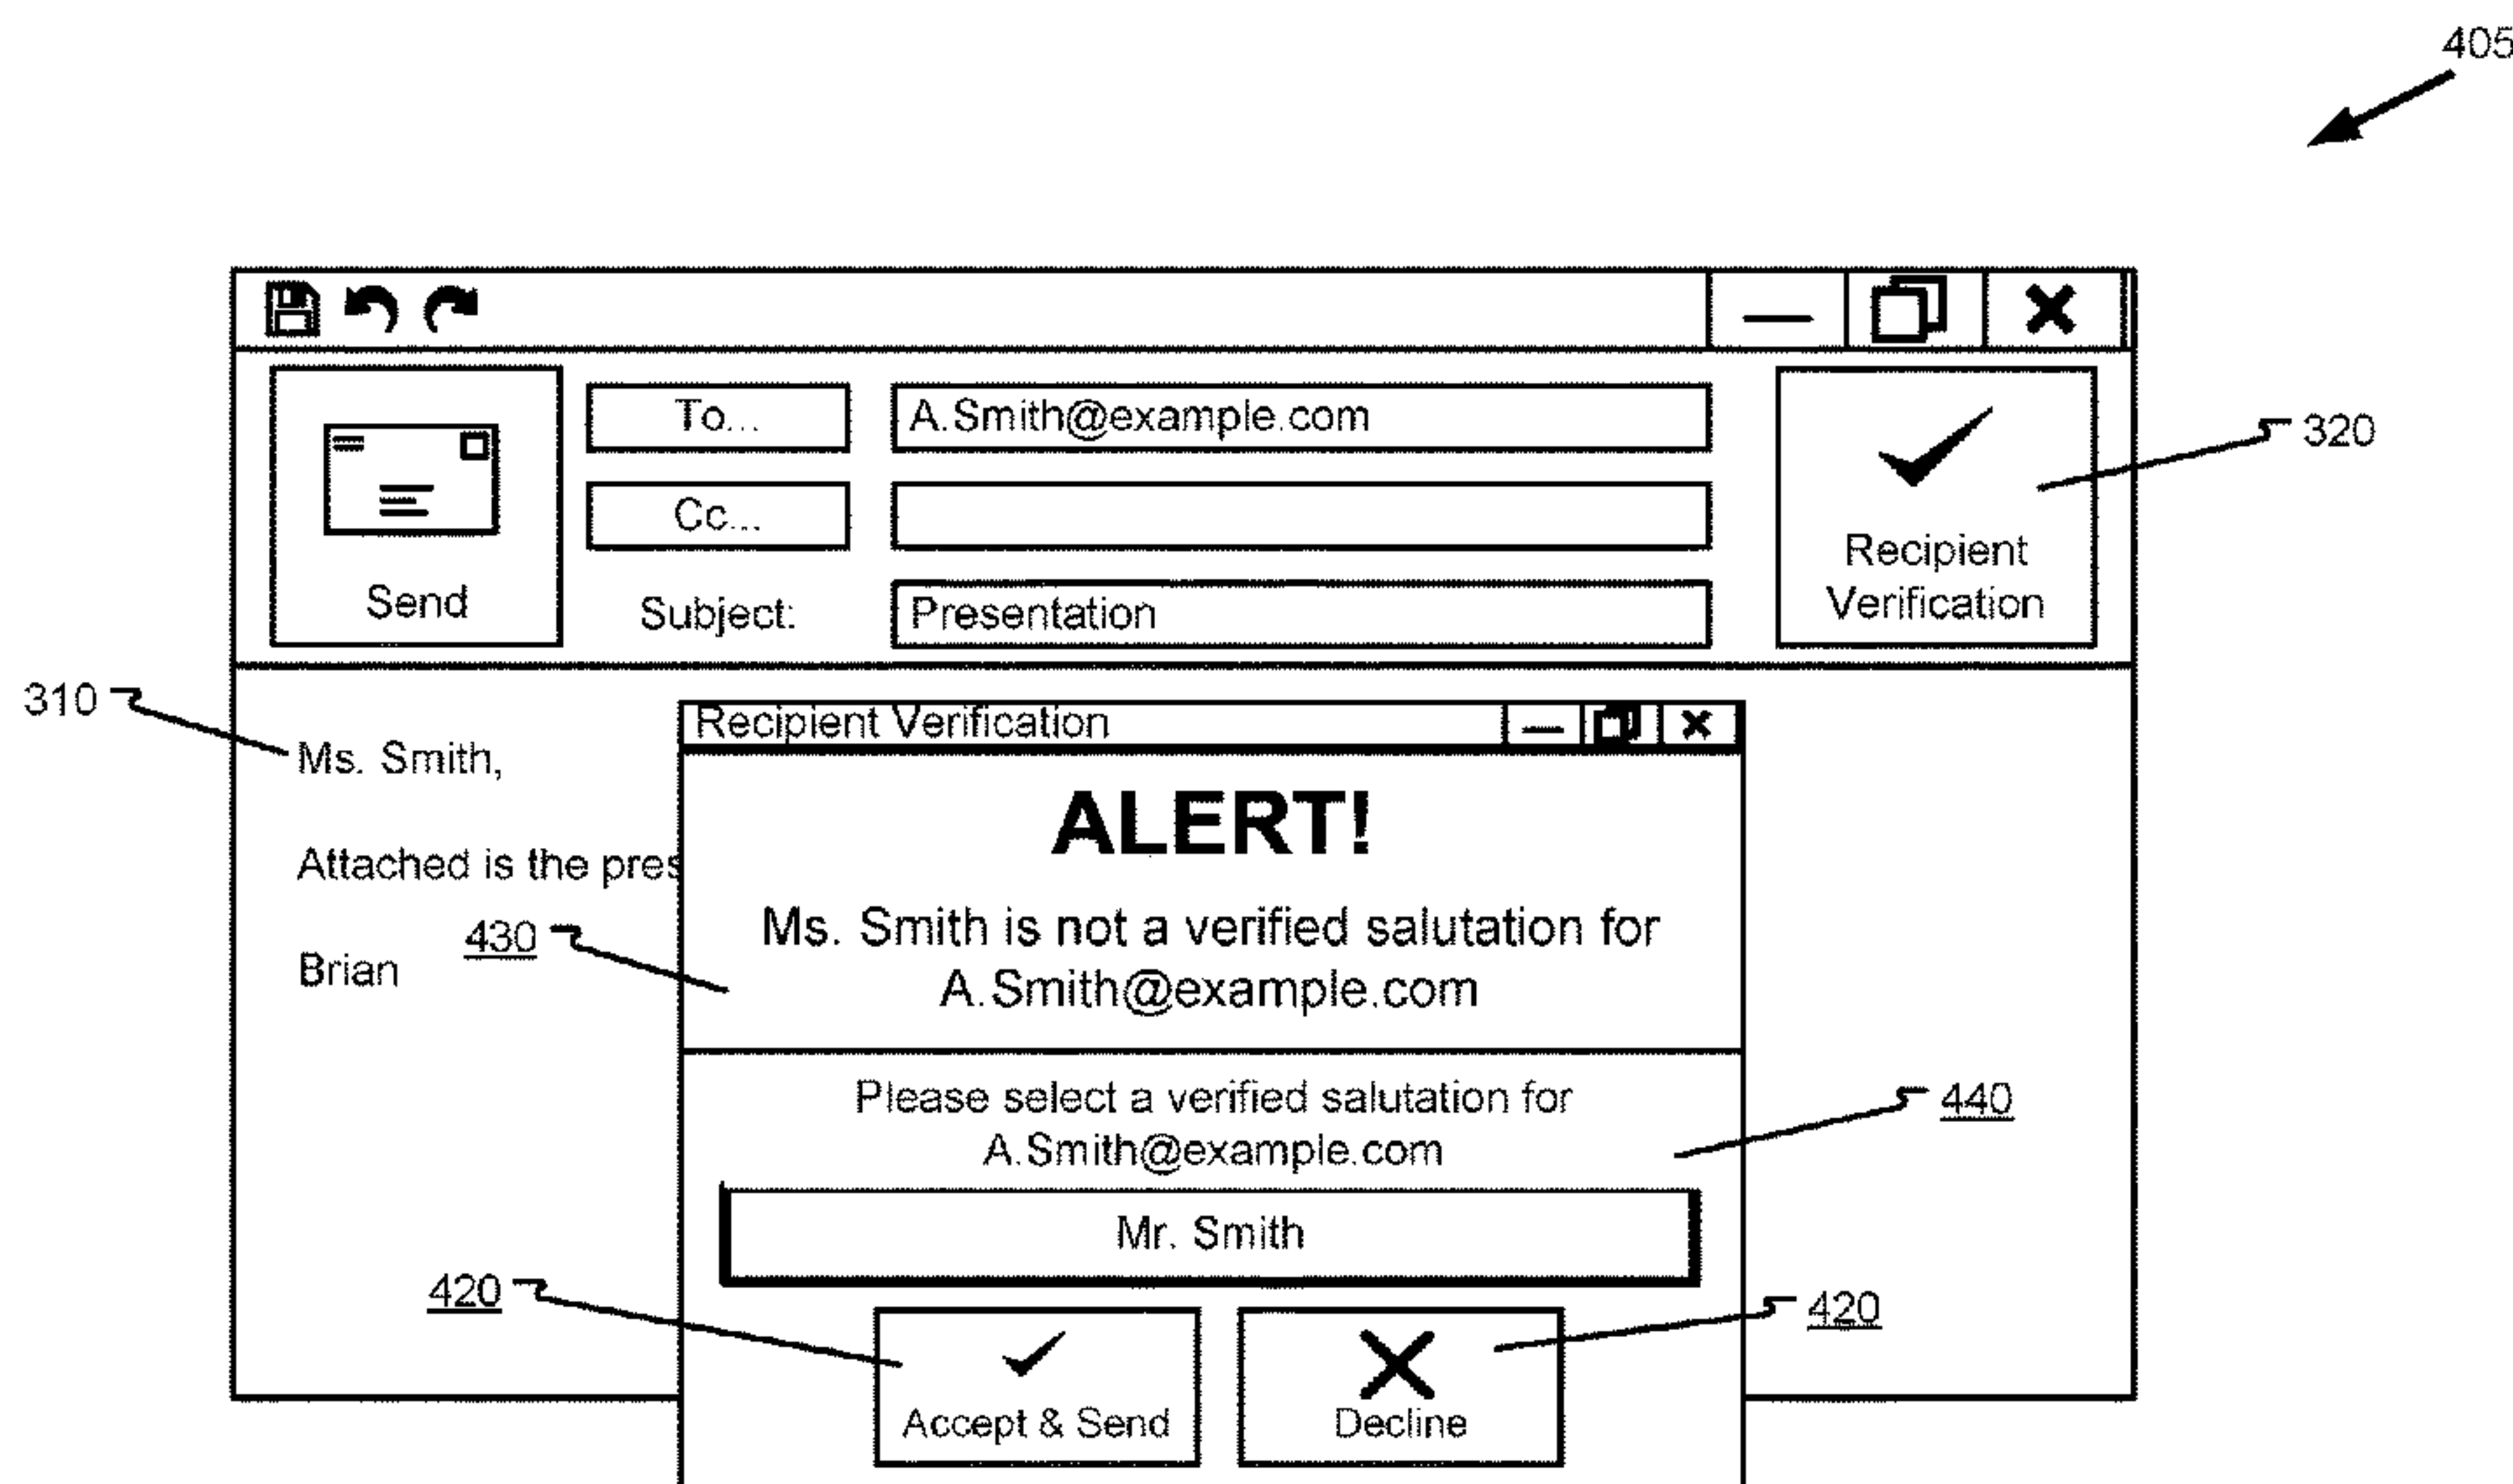 405
To...
A.Smith@example.com
320
Cc...
Recipient
Verification
Send
Subject:
Presentation
310
Ms. Smith,
Attached is the pres
Brian
Recipient Verification
ALERT!
430
Ms. Smith is not a verified salutation for
A.Smith@example.com
Please select a verified salutation for
A.Smith@example.com
440
Mr. Smith
420
420
Accept & Send
Decline